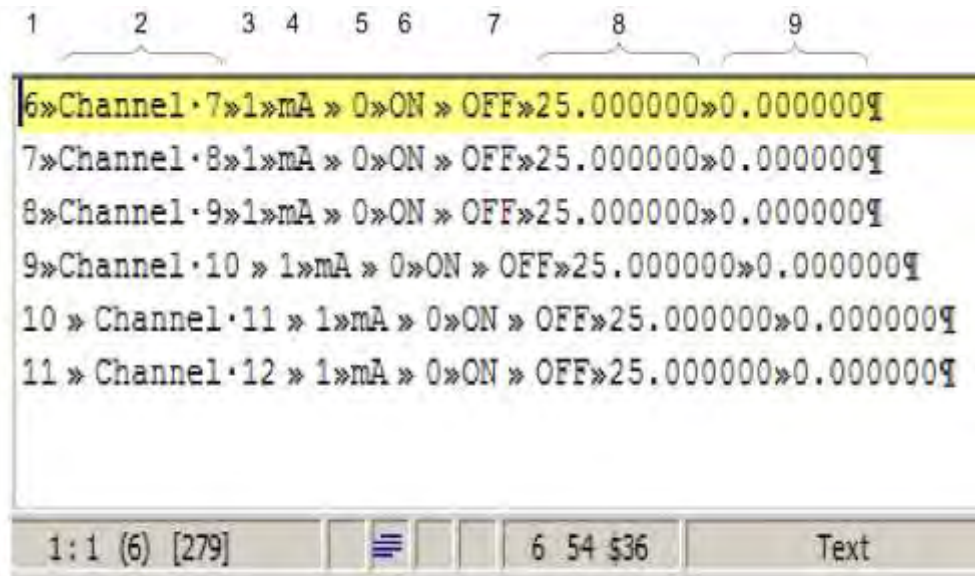 1 2 3 4 5 6 7 8 9
6»Channel·7»1»mA » 0»ON » OFF»25.000000»0.000000¶
7»Channel·8»1»mA » 0»ON » OFF»25.000000»0.000000¶
8»Channel·9»1»mA » 0»ON » OFF»25.000000»0.000000¶
9»Channel·10 » 1»mA » 0»ON » OFF»25.000000»0.000000¶
10 » Channel·11 » 1»mA » 0»ON » OFF»25.000000»0.000000¶
11 » Channel·12 » 1»mA » 0»ON » OFF»25.000000»0.000000¶
1: 1 (6) [279] 6 54 $36 Text